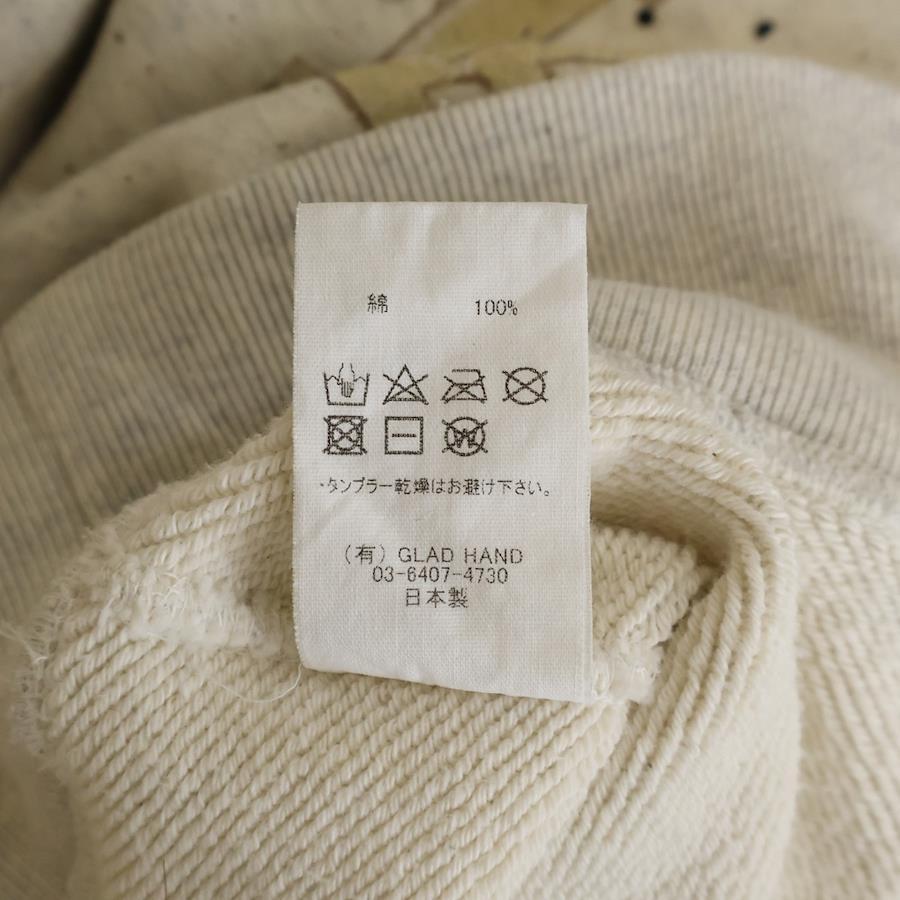 綿 100%
・タンブラー乾燥はお避け下さい。
（有）GLAD HAND
03-6407-4730
日本製